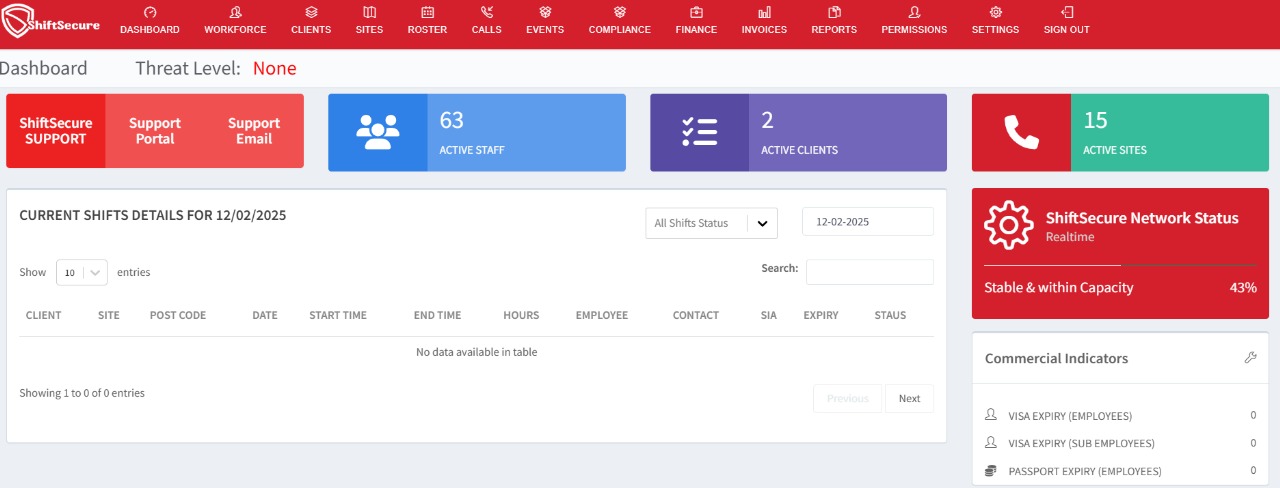 ShiftSecure
DASHBOARD WORKFORCE CLIENTS SITES ROSTER CALLS EVENTS COMPLIANCE FINANCE INVOICES REPORTS PERMISSIONS SETTINGS SIGN OUT
Dashboard Threat Level: None
ShiftSecure
SUPPORT
Support
Portal
Support
Email
63
ACTIVE STAFF
2
ACTIVE CLIENTS
15
ACTIVE SITES
CURRENT SHIFTS DETAILS FOR 12/02/2025
All Shifts Status
12-02-2025
Show 10 entries
Search:
CLIENT SITE POST CODE DATE START TIME END TIME HOURS EMPLOYEE CONTACT SIA EXPIRY STAUS
No data available in table
Showing 1 to 0 of 0 entries
Previous Next
ShiftSecure Network Status
Realtime
Stable & within Capacity 43%
Commercial Indicators
VISA EXPIRY (EMPLOYEES) 0
VISA EXPIRY (SUB EMPLOYEES) 0
PASSPORT EXPIRY (EMPLOYEES) 0